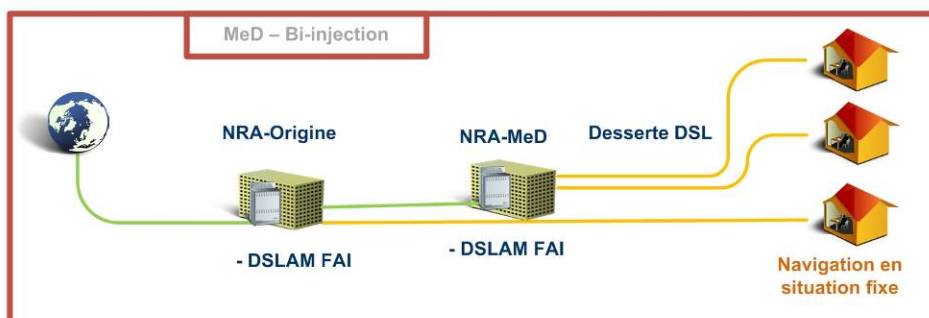 MeD – Bi-injection
NRA-Origine
NRA-MeD
Desserte DSL
- DSLAM FAI
- DSLAM FAI
Navigation en
situation fixe